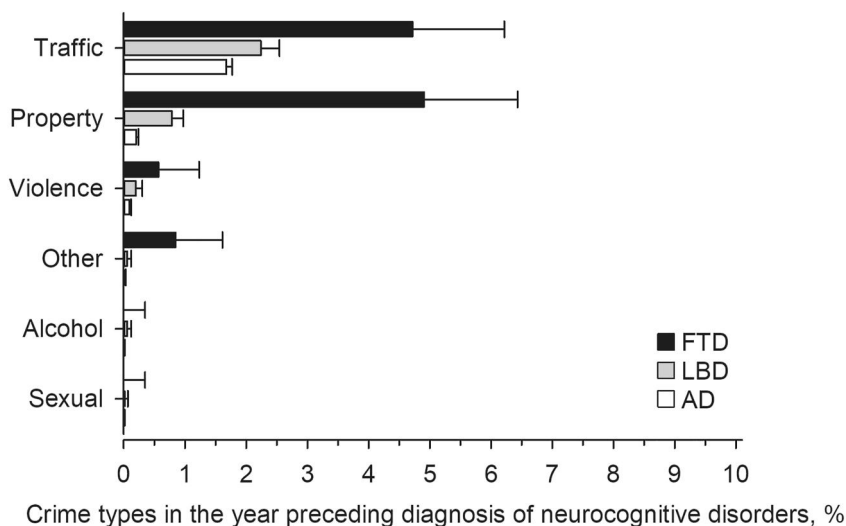 Traffic
Property
Violence
Other
Alcohol
Sexual
FTD
LBD
AD
0 1 2 3 4 5 6 7 8 9 10
Crime types in the year preceding diagnosis of neurocognitive disorders, %